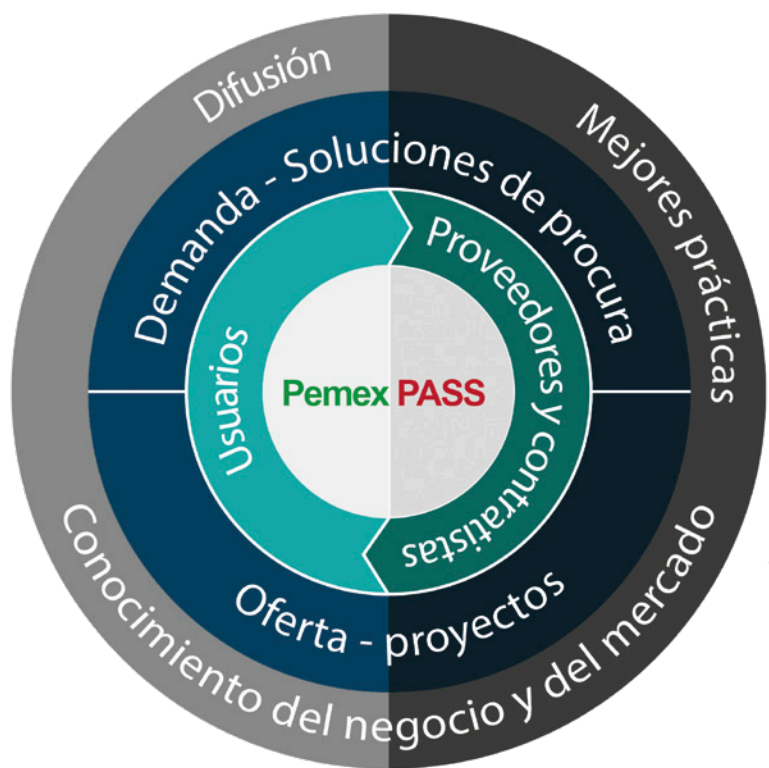 Difusión
Mejores prácticas
Demanda - Soluciones de procura
Usuarios
Proveedores y contratistas
Pemex PASS
Oferta - proyectos
Conocimiento del negocio y del mercado